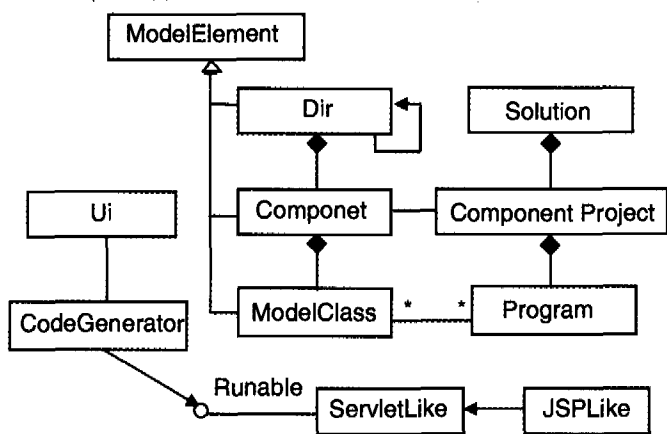 ModelElement
Dir
Solution
Ui
Componet
Component Project
CodeGenerator
ModelClass
*
*
Program
Runable
ServletLike
JSPLike